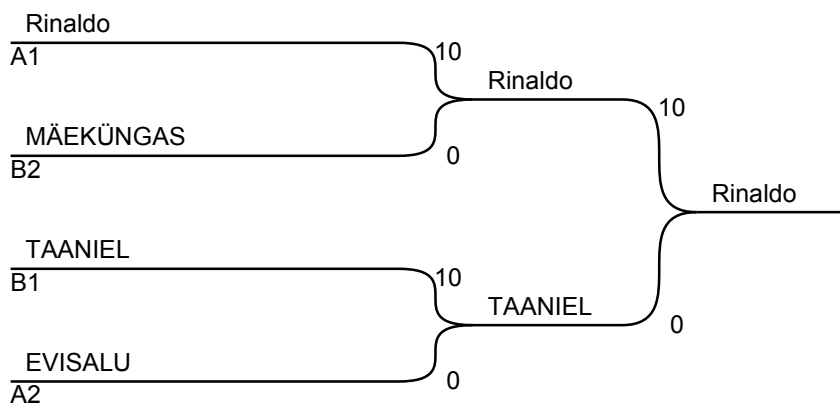 Rinaldo
A1
10
Rinaldo
10
MÄEKÜNGAS
0
B2
Rinaldo
TAANIEL
B1
10
TAANIEL
0
EVISALU
0
A2